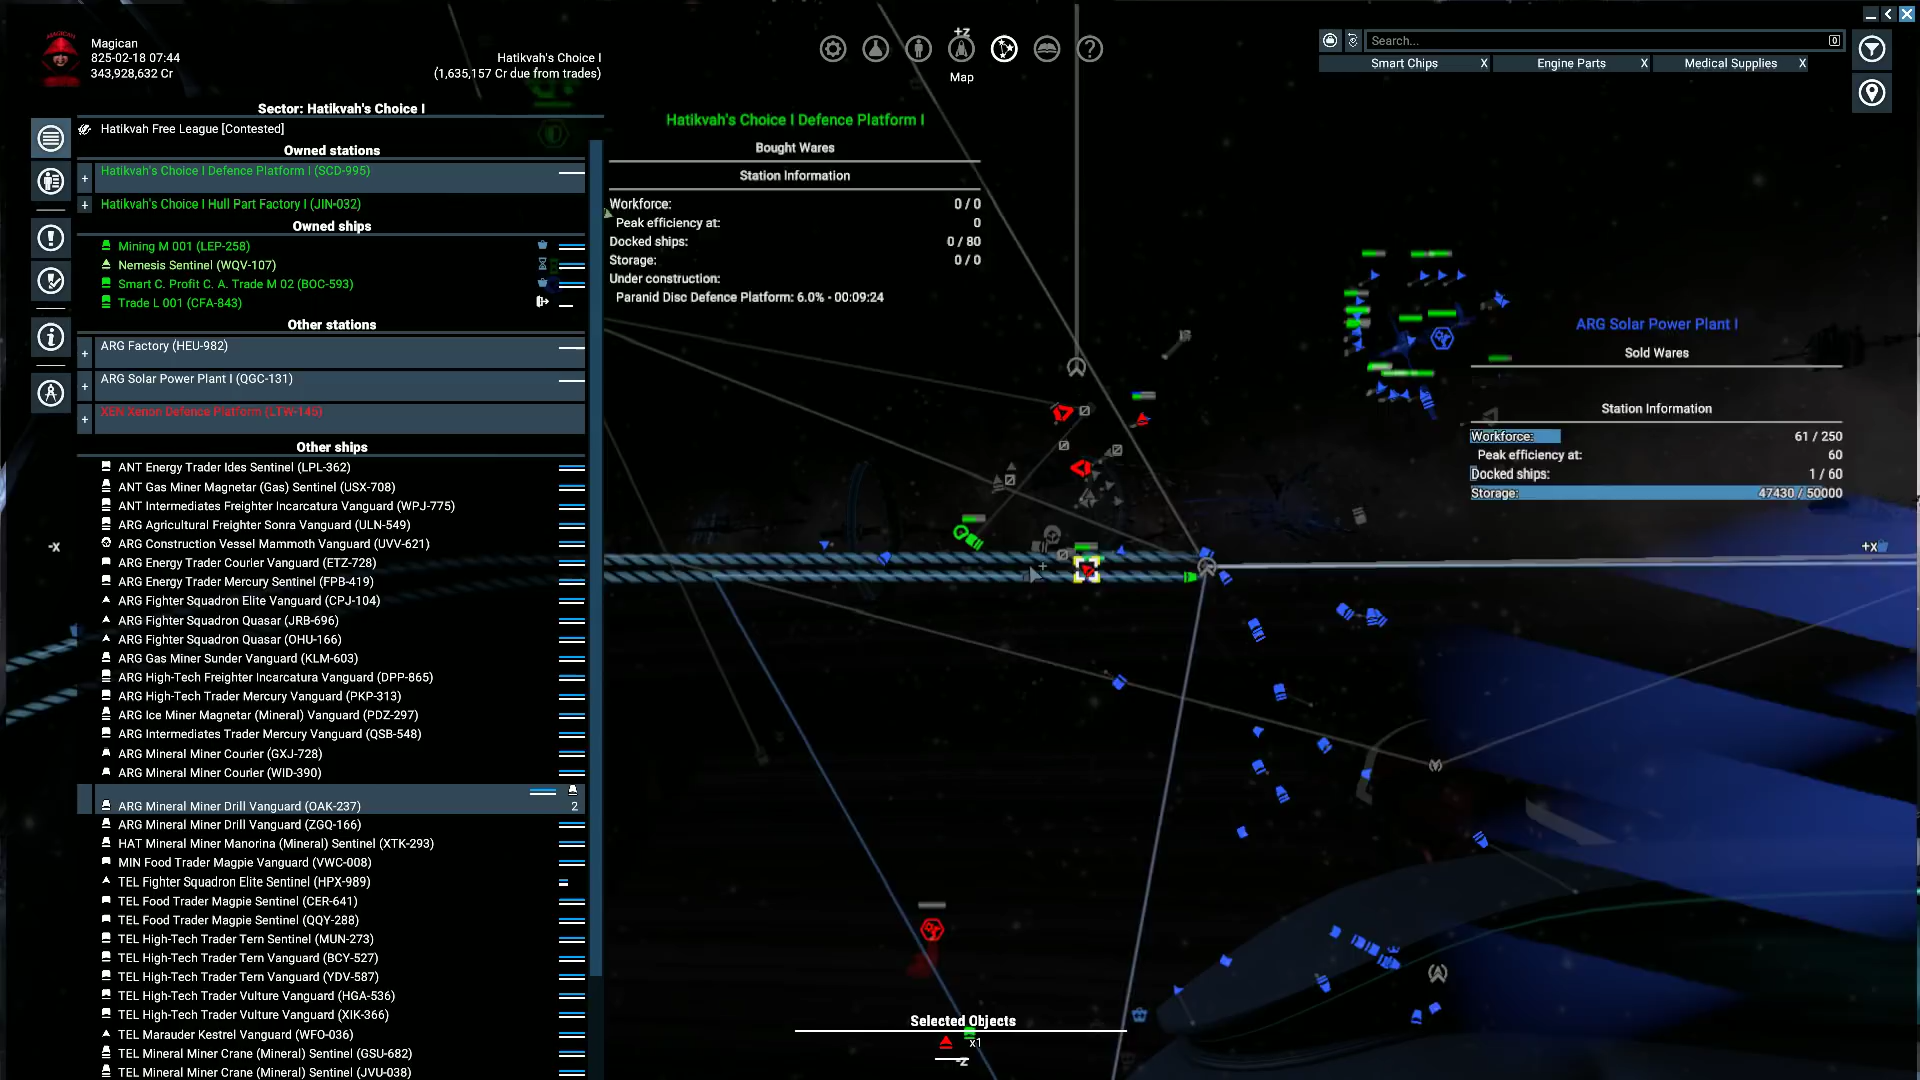 Magican
825-02-18 07:44
343,928,632 Cr
Hatikvah's Choice I
(1,635,157 Cr due from trades)
+Z
Map
Search...
0
Smart Chips X
Engine Parts X
Medical Supplies X
Sector: Hatikvah's Choice I
Hatikvah Free League [Contested]
Owned stations
+ Hatikvah's Choice I Defence Platform I (SCD-995)
+ Hatikvah's Choice I Hull Part Factory I (JIN-032)
Owned ships
Mining M 001 (LEP-258)
Nemesis Sentinel (WQV-107)
Smart C. Profit C. A. Trade M 02 (BOC-593)
Trade L 001 (CFA-843)
Other stations
+ ARG Factory (HEU-982)
+ ARG Solar Power Plant I (QGC-131)
+ XEN Xenon Defence Platform (LTW-145)
Other ships
ANT Energy Trader Ides Sentinel (LPL-362)
ANT Gas Miner Magnetar (Gas) Sentinel (USX-708)
ANT Intermediates Freighter Incarcatura Vanguard (WPJ-775)
ARG Agricultural Freighter Sonra Vanguard (ULN-549)
ARG Construction Vessel Mammoth Vanguard (UVV-621)
ARG Energy Trader Courier Vanguard (ETZ-728)
ARG Energy Trader Mercury Sentinel (FPB-419)
ARG Fighter Squadron Elite Vanguard (CPJ-104)
ARG Fighter Squadron Quasar (JRB-696)
ARG Fighter Squadron Quasar (OHU-166)
ARG Gas Miner Sunder Vanguard (KLM-603)
ARG High-Tech Freighter Incarcatura Vanguard (DPP-865)
ARG High-Tech Trader Mercury Vanguard (PKP-313)
ARG Ice Miner Magnetar (Mineral) Vanguard (PDZ-297)
ARG Intermediates Trader Mercury Vanguard (QSB-548)
ARG Mineral Miner Courier (GXJ-728)
ARG Mineral Miner Courier (WID-390)
ARG Mineral Miner Drill Vanguard (OAK-237) 2
ARG Mineral Miner Drill Vanguard (ZGQ-166)
HAT Mineral Miner Manorina (Mineral) Sentinel (XTK-293)
MIN Food Trader Magpie Vanguard (VWC-008)
TEL Fighter Squadron Elite Sentinel (HPX-989)
TEL Food Trader Magpie Sentinel (CER-641)
TEL Food Trader Magpie Sentinel (QQY-288)
TEL High-Tech Trader Tern Sentinel (MUN-273)
TEL High-Tech Trader Tern Vanguard (BCY-527)
TEL High-Tech Trader Tern Vanguard (YDV-587)
TEL High-Tech Trader Vulture Vanguard (HGA-536)
TEL High-Tech Trader Vulture Vanguard (XIK-366)
TEL Marauder Kestrel Vanguard (WFO-036)
TEL Mineral Miner Crane (Mineral) Sentinel (GSU-682)
TEL Mineral Miner Crane (Mineral) Sentinel (JVU-038)
-X
Hatikvah's Choice I Defence Platform I
Bought Wares
Station Information
Workforce: 0 / 0
Peak efficiency at: 0
Docked ships: 0 / 80
Storage: 0 / 0
Under construction:
Paranid Disc Defence Platform: 6.0% - 00:09:24
ARG Solar Power Plant I
Sold Wares
Station Information
Workforce: 61 / 250
Peak efficiency at: 60
Docked ships: 1 / 60
Storage: 47430 / 50000
+X
Selected Objects
x1
-Z